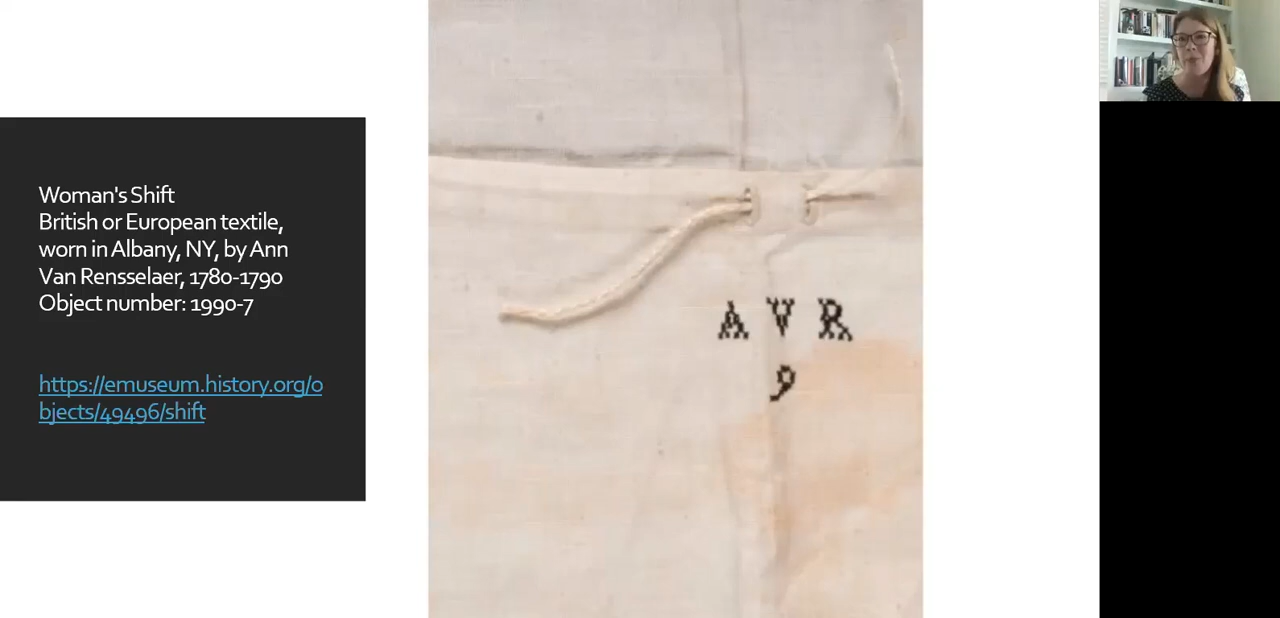 Woman's Shift
British or European textile,
worn in Albany, NY, by Ann
Van Rensselaer, 1780-1790
Object number: 1990-7
https://emuseum.history.org/o
bjects/49496/shift
A V R
9